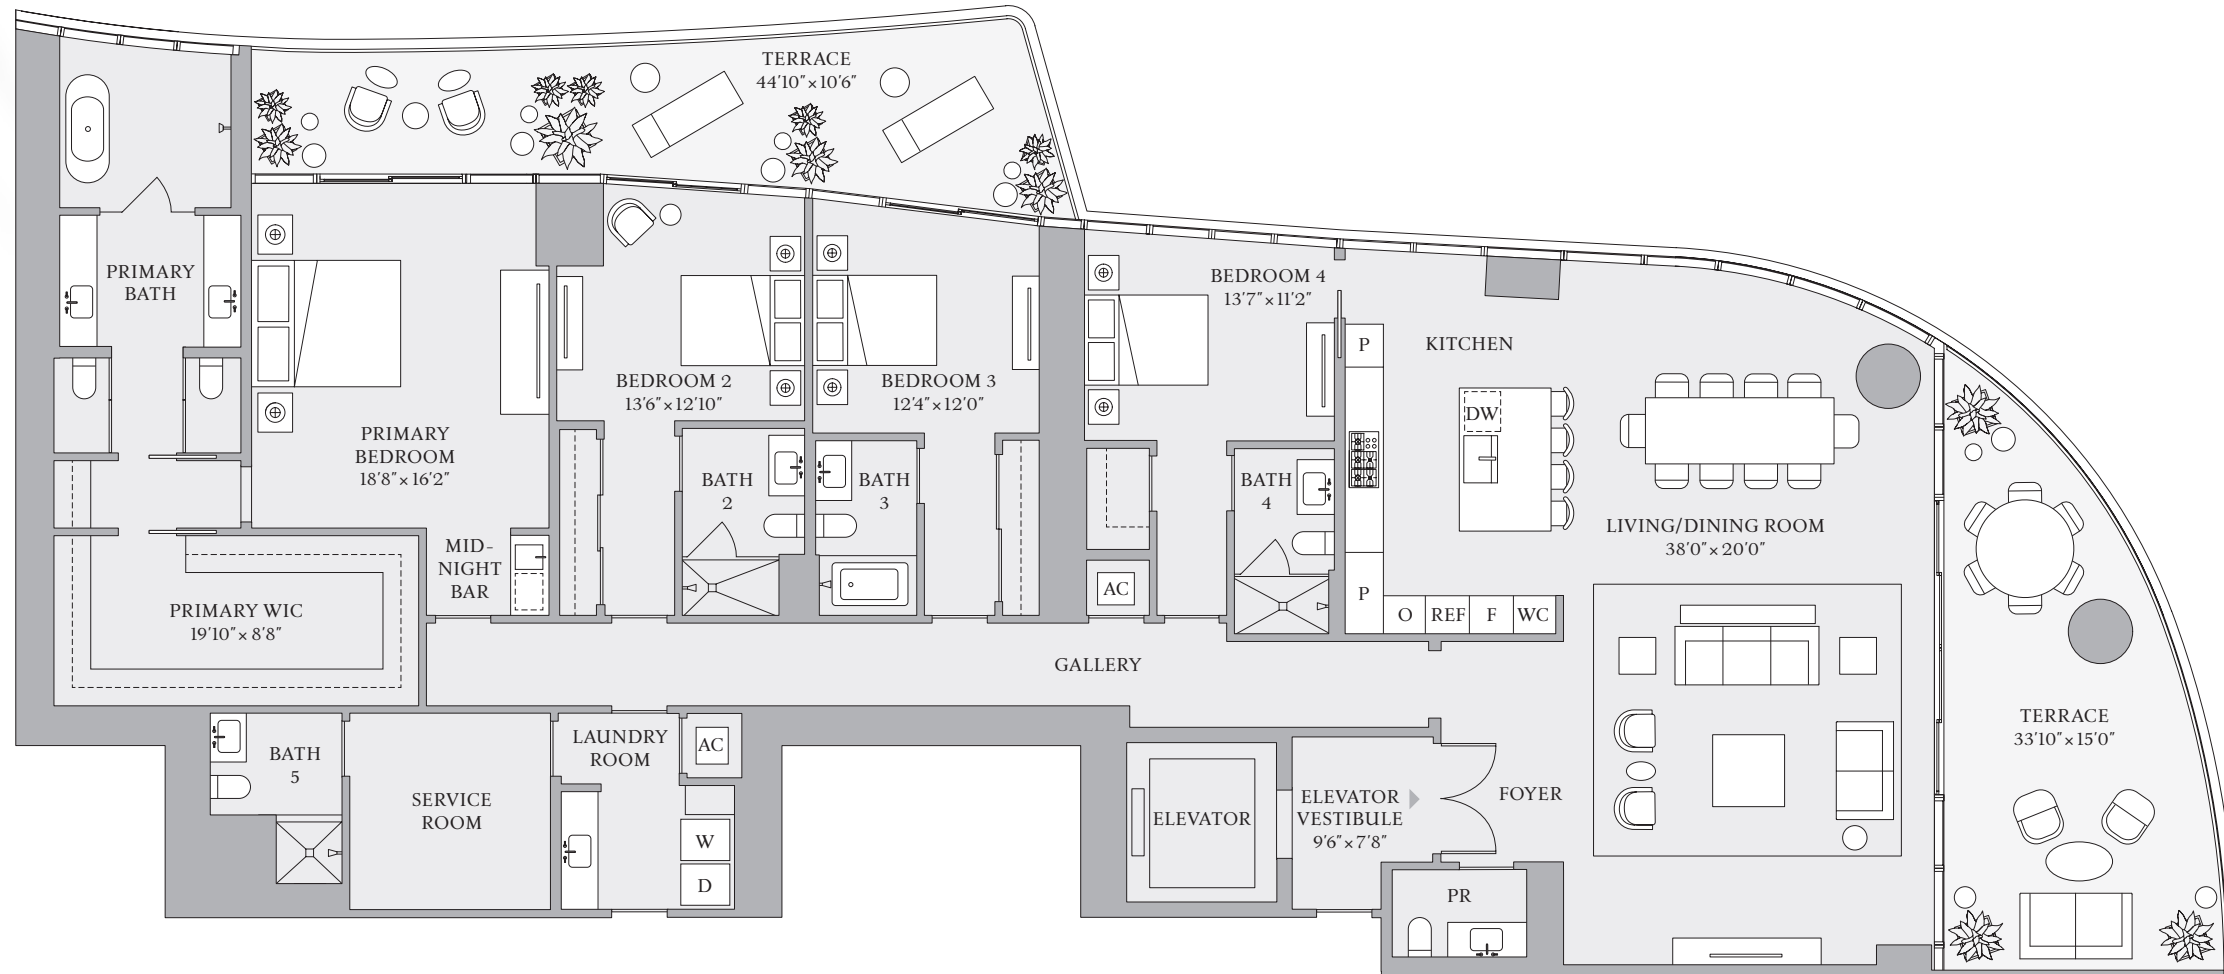 TERRACE
44'10"×10'6"
PRIMARY
BATH
BEDROOM 4
13'7"×11'2"
KITCHEN
P
BEDROOM 2
13'6"×12'10"
BEDROOM 3
12'4"×12'0"
DW
PRIMARY
BEDROOM
18'8"×16'2"
BATH
2
BATH
3
BATH
4
LIVING/DINING ROOM
38'0"×20'0"
MID-
NIGHT
BAR
AC
P
O
REF
F
WC
PRIMARY WIC
19'10"×8'8"
GALLERY
TERRACE
33'10"×15'0"
BATH
5
LAUNDRY
ROOM
AC
SERVICE
ROOM
W
D
ELEVATOR
ELEVATOR
VESTIBULE
9'6"×7'8"
FOYER
PR